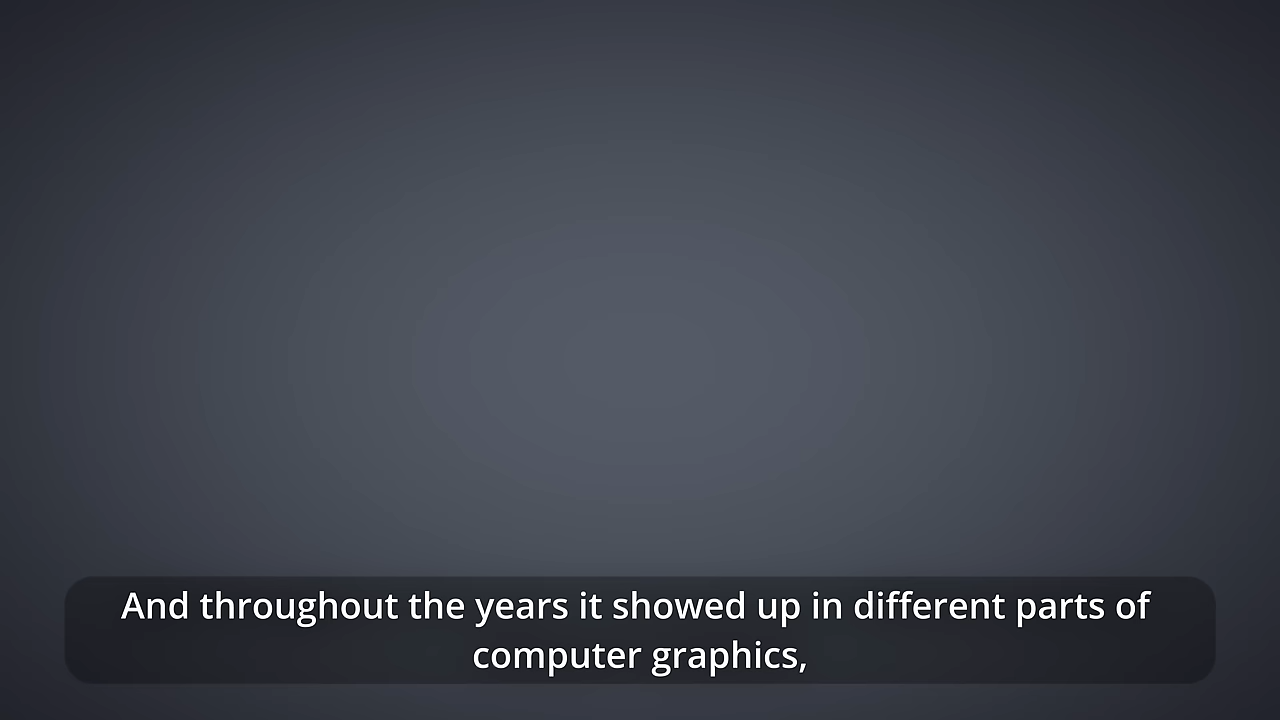 And throughout the years it showed up in different parts of
computer graphics,